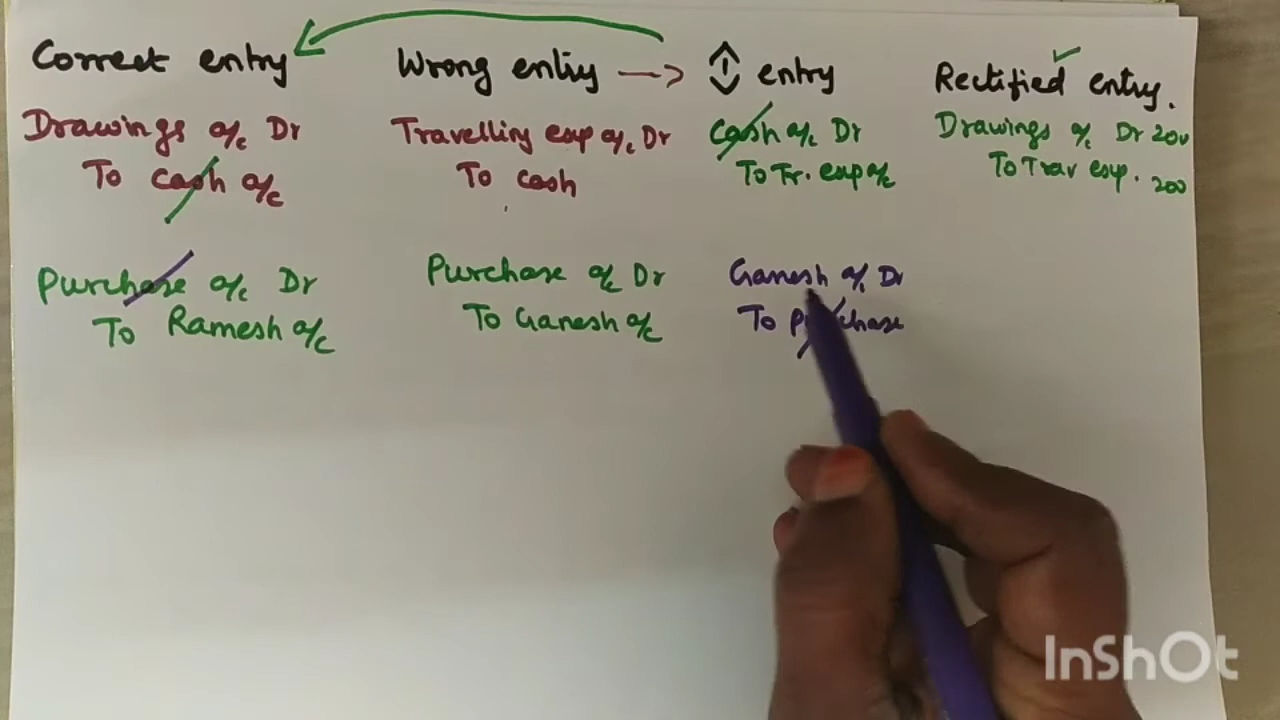 Correct entry Wrong entry → entry Rectified entry.
Drawings a/c Dr Travelling exp a/c Dr Cash a/c Dr Drawings a/c Dr 200
To cash a/c To cash To Tr. exp a/c To Trav exp. 200
Purchase a/c Dr Purchase a/c Dr Ganesh a/c Dr
To Ramesh a/c To Ganesh a/c To purchase
InShOt